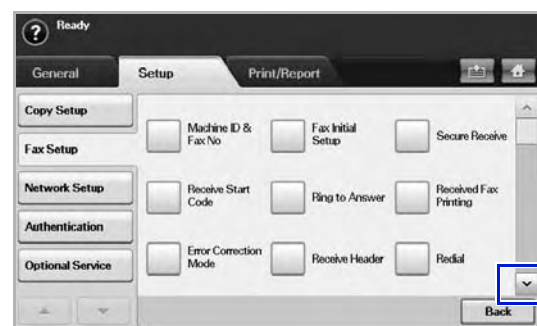 ? Ready
General Setup Print/Report
Copy Setup
Fax Setup
Network Setup
Authentication
Optional Service
Machine ID &
Fax No
Fax Initial
Setup
Secure Receive
Receive Start
Code
Ring to Answer
Received Fax
Printing
Error Correction
Mode
Receive Header
Redial
Back